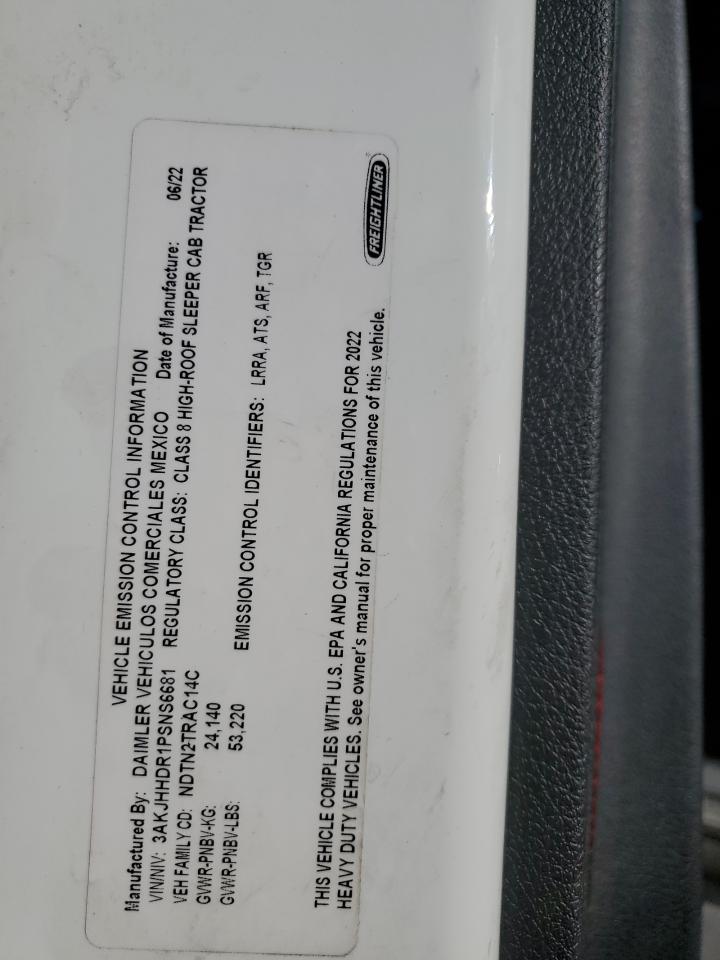 VEHICLE EMISSION CONTROL INFORMATION
Manufactured By: DAIMLER VEHICULOS COMERCIALES MEXICO Date of Manufacture: 06/22
VIN/NIV: 3AKJHHDR1PSNS6681 REGULATORY CLASS: CLASS 8 HIGH-ROOF SLEEPER CAB TRACTOR
VEH FAMILY CD: NDTN2TRAC14C
GVWR-PNBV-KG: 24,140
GVWR-PNBV-LBS: 53,220 EMISSION CONTROL IDENTIFIERS: LRRA, ATS, ARF, TGR
THIS VEHICLE COMPLIES WITH U.S. EPA AND CALIFORNIA REGULATIONS FOR 2022
HEAVY DUTY VEHICLES. See owner's manual for proper maintenance of this vehicle.
FREIGHTLINER